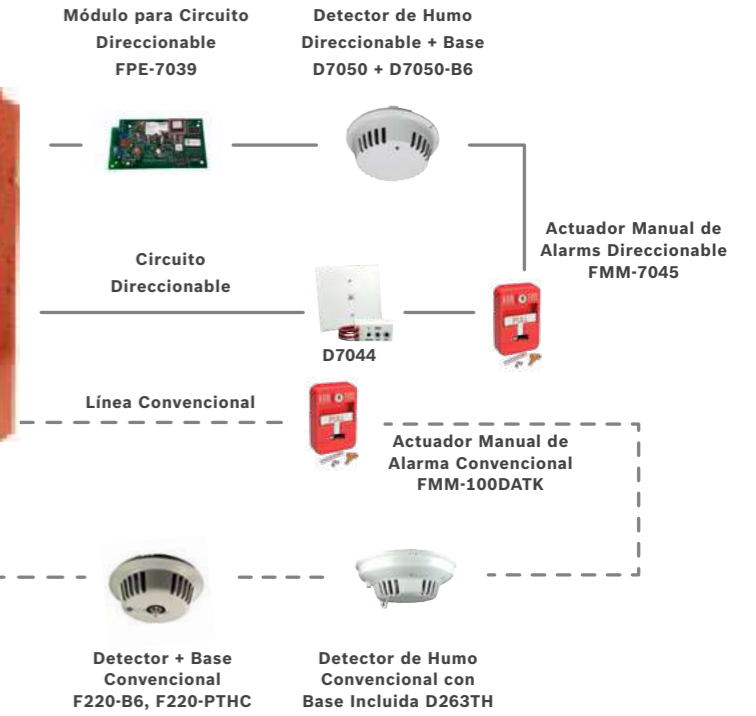 Módulo para Circuito
Direccionable
FPE-7039
Detector de Humo
Direccionable + Base
D7050 + D7050-B6
Actuador Manual de
Alarms Direccionable
FMM-7045
Circuito
Direccionable
PULL
D7044
Línea Convencional
PULL
Actuador Manual de
Alarma Convencional
FMM-100DATK
Detector + Base
Convencional
F220-B6, F220-PTHC
Detector de Humo
Convencional con
Base Incluida D263TH